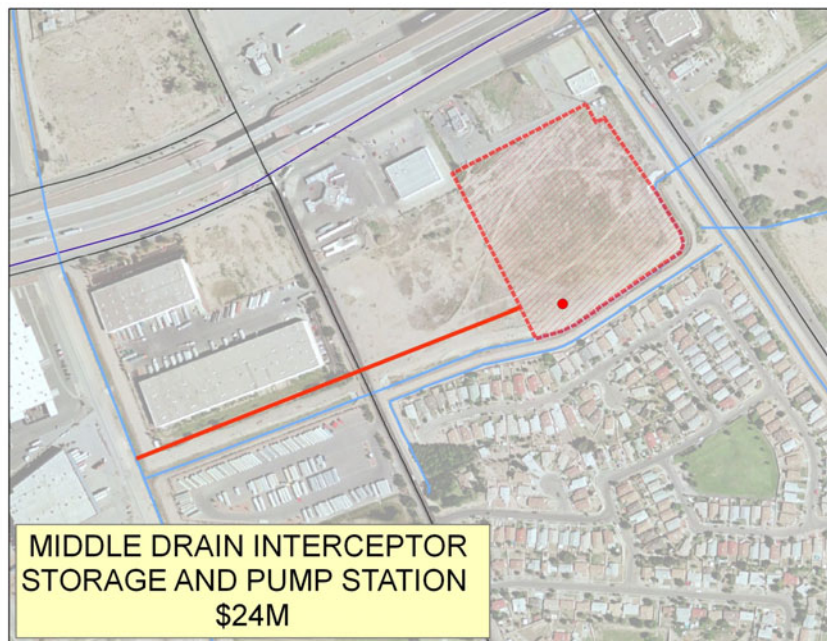 MIDDLE DRAIN INTERCEPTOR
STORAGE AND PUMP STATION
$24M